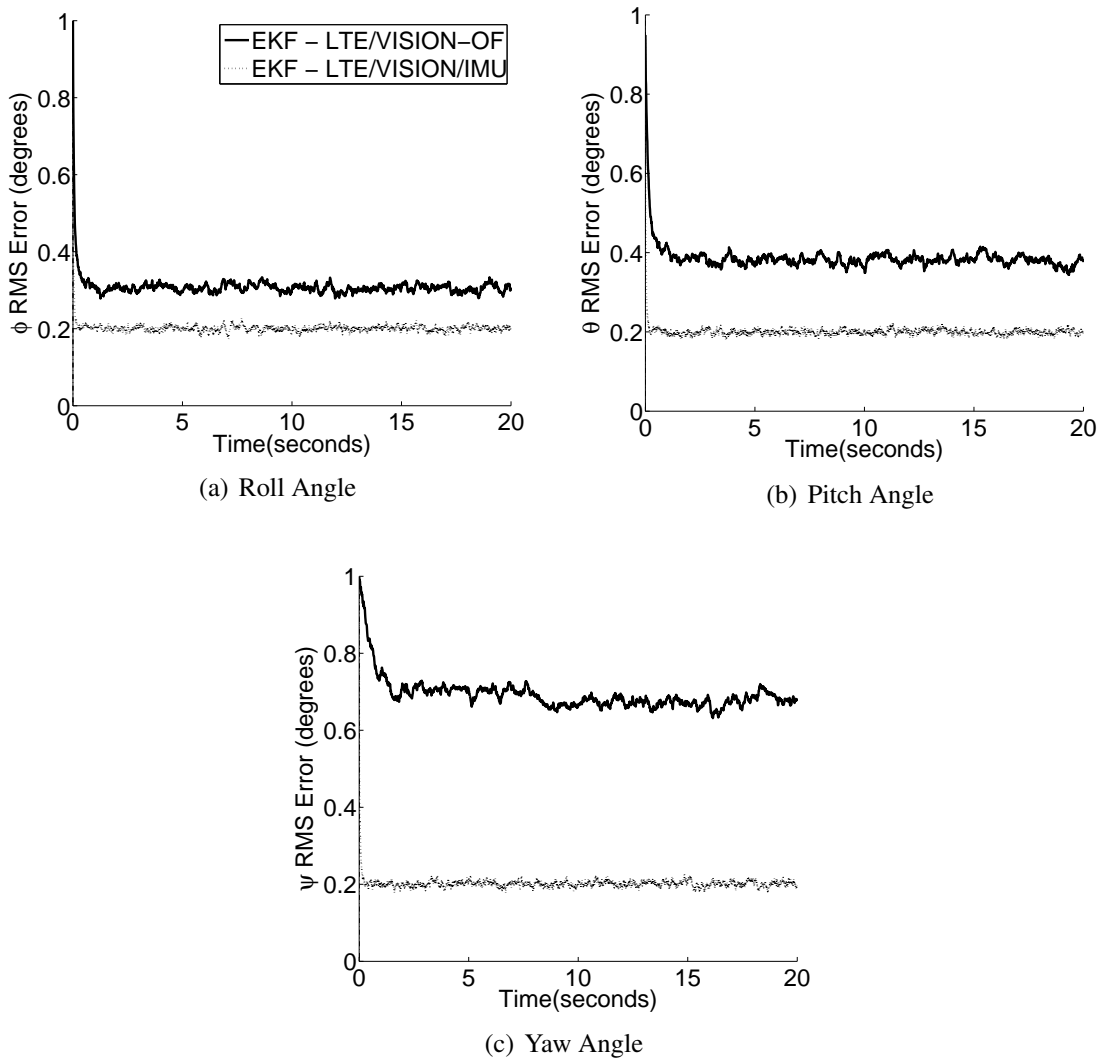 1
0.8
0.6
0.4
0.2
0
φ RMS Error (degrees)
EKF − LTE/VISION−OF
EKF − LTE/VISION/IMU
0 5 10 15 20
Time(seconds)
(a) Roll Angle
1
0.8
0.6
0.4
0.2
0
θ RMS Error (degrees)
0 5 10 15 20
Time(seconds)
(b) Pitch Angle
1
0.8
0.6
0.4
0.2
0
ψ RMS Error (degrees)
0 5 10 15 20
Time(seconds)
(c) Yaw Angle